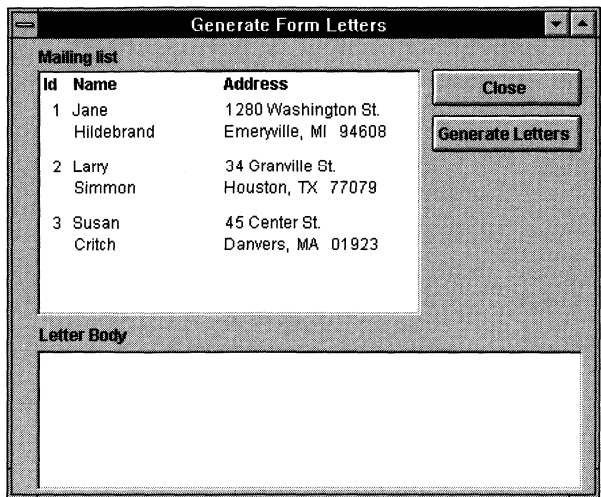 Generate Form Letters
Mailing list
Id Name Address
1 Jane 1280 Washington St.
Hildebrand Emeryville, MI 94608
2 Larry 34 Granville St.
Simmon Houston, TX 77079
3 Susan 45 Center St.
Critch Danvers, MA 01923
Close
Generate Letters
Letter Body